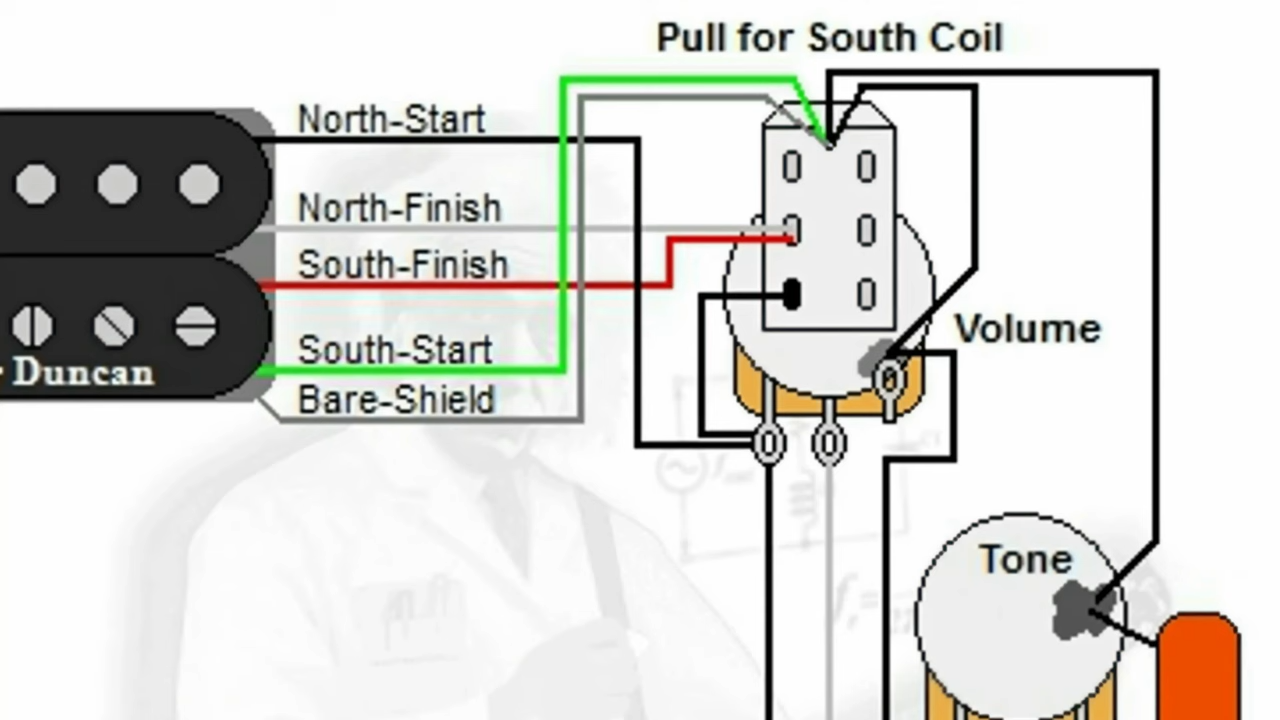 Pull for South Coil
North-Start
North-Finish
South-Finish
South-Start
Bare-Shield
Duncan
Volume
Tone